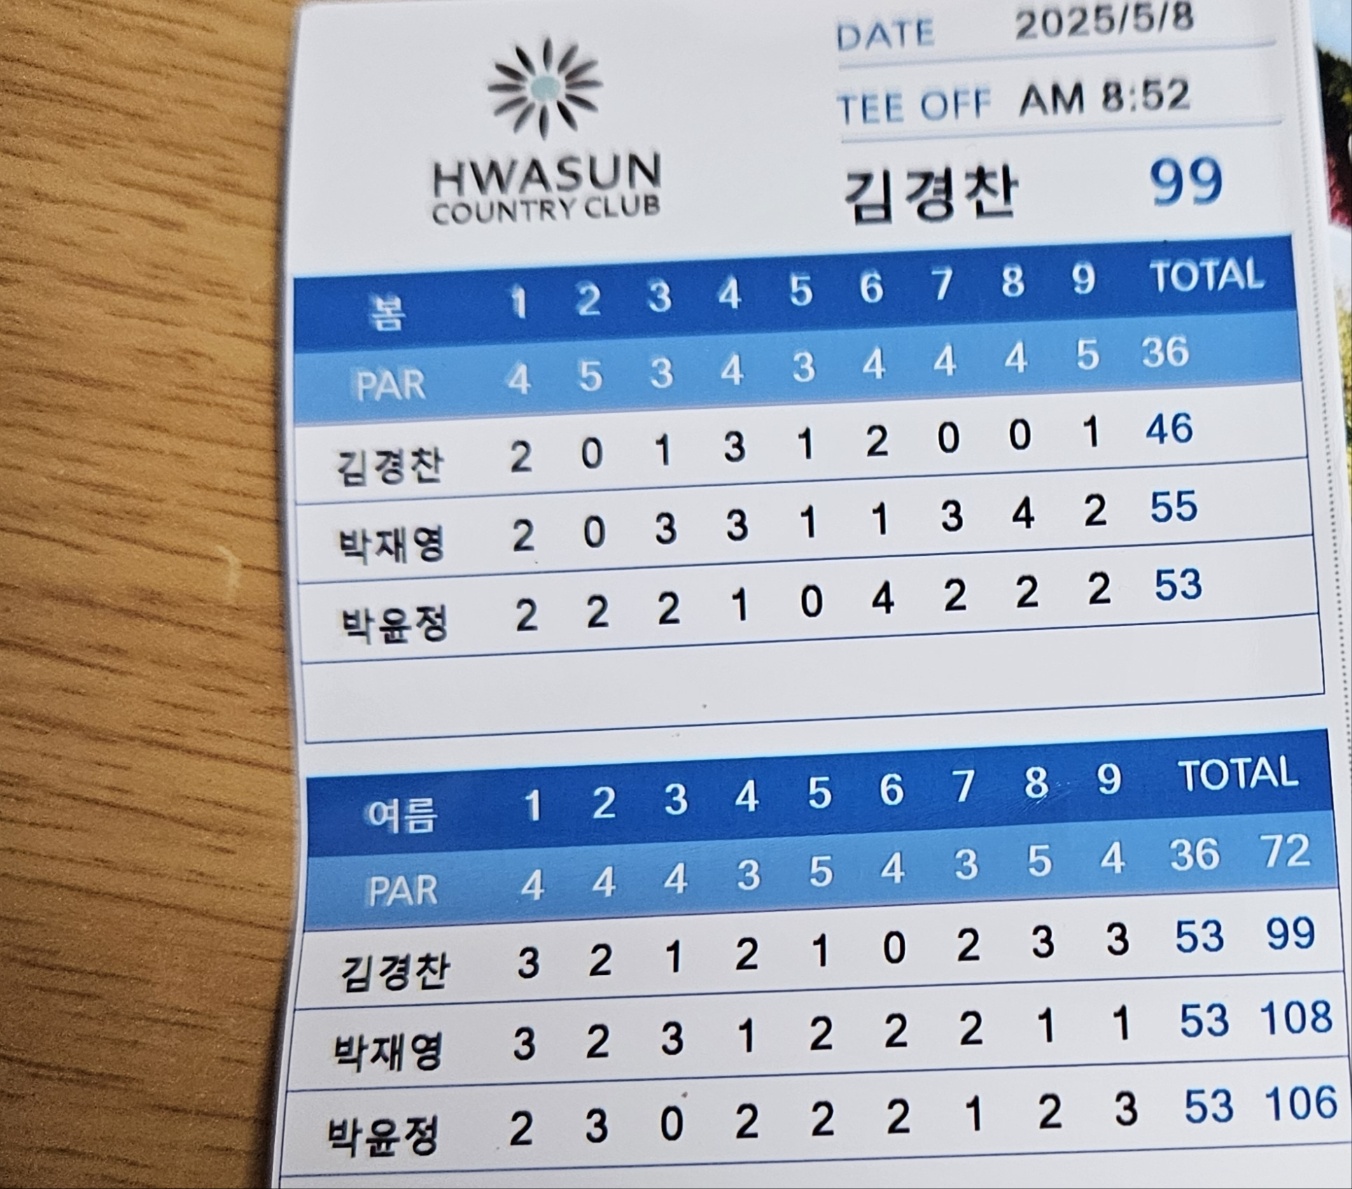 DATE 2025/5/8
TEE OFF AM 8:52
HWASUN
COUNTRY CLUB
김경찬 99
봄 1 2 3 4 5 6 7 8 9 TOTAL
PAR 4 5 3 4 3 4 4 4 5 36
김경찬 2 0 1 3 1 2 0 0 1 46
박재영 2 0 3 3 1 1 3 4 2 55
박윤정 2 2 2 1 0 4 2 2 2 53
여름 1 2 3 4 5 6 7 8 9 TOTAL
PAR 4 4 4 3 5 4 3 5 4 36 72
김경찬 3 2 1 2 1 0 2 3 3 53 99
박재영 3 2 3 1 2 2 2 1 1 53 108
박윤정 2 3 0 2 2 2 1 2 3 53 106